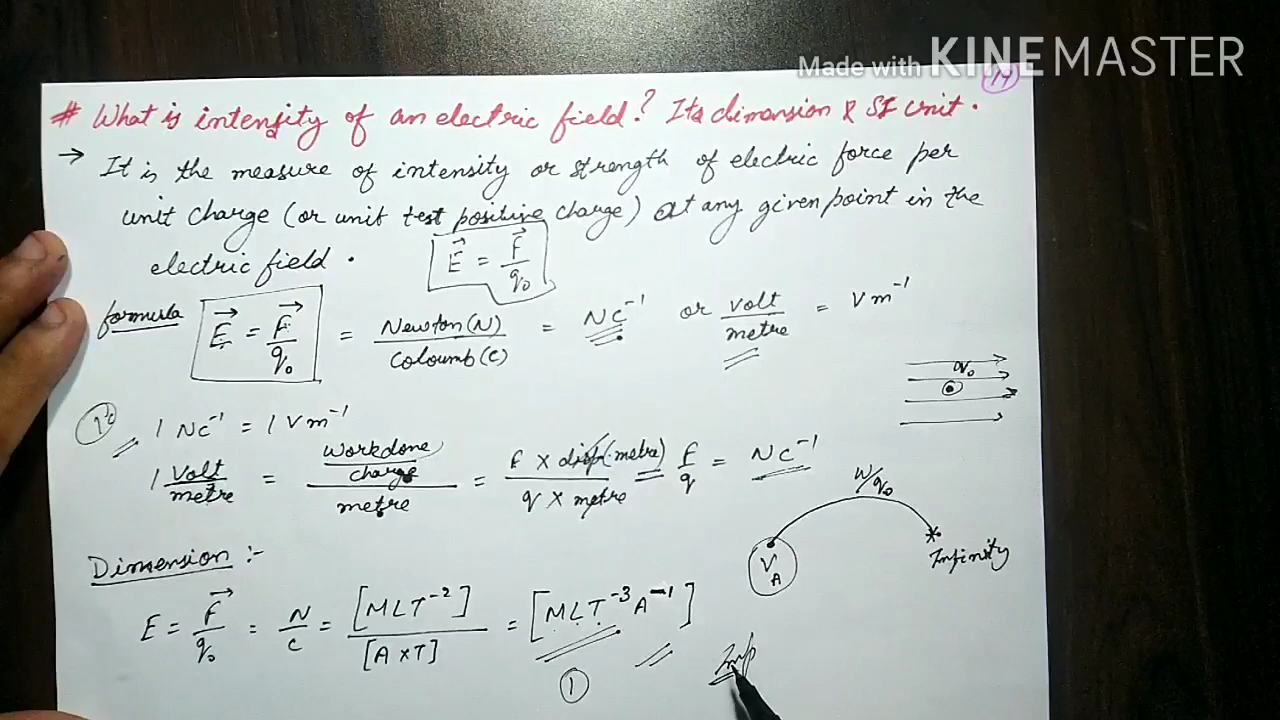 Made with KINEMASTER
14
# What is intensity of an electric field? Its dimension & SI unit.
→ It is the measure of intensity or strength of electric force per
unit charge (or unit test positive charge) at any given point in the
electric field.
E⃗ = F⃗/q₀
formula E⃗ = F⃗/q₀ = Newton(N)/Coloumb(C) = NC⁻¹ or volt/metre = Vm⁻¹
q₀
1 NC⁻¹ = 1 Vm⁻¹
1 Volt/metre = (Workdone/charge)/metre = (F × disp(metre))/(q × metre) = F/q = NC⁻¹
W/q₀
V
A
Infinity
Dimension :-
E = F⃗/q₀ = N/C = [MLT⁻²]/[A×T] = [MLT⁻³A⁻¹]
1
Imp